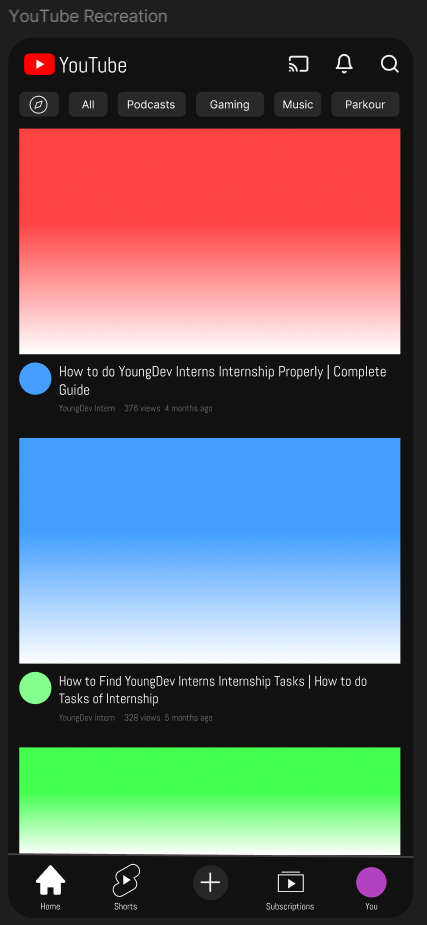 YouTube Recreation
YouTube
All Podcasts Gaming Music Parkour
How to do YoungDev Interns Internship Properly | Complete
Guide
YoungDev Intern 376 views 4 months ago
How to Find YoungDev Interns Internship Tasks | How to do
Tasks of Internship
YoungDev intern 328 views 5 months ago
Home Shorts Subscriptions You